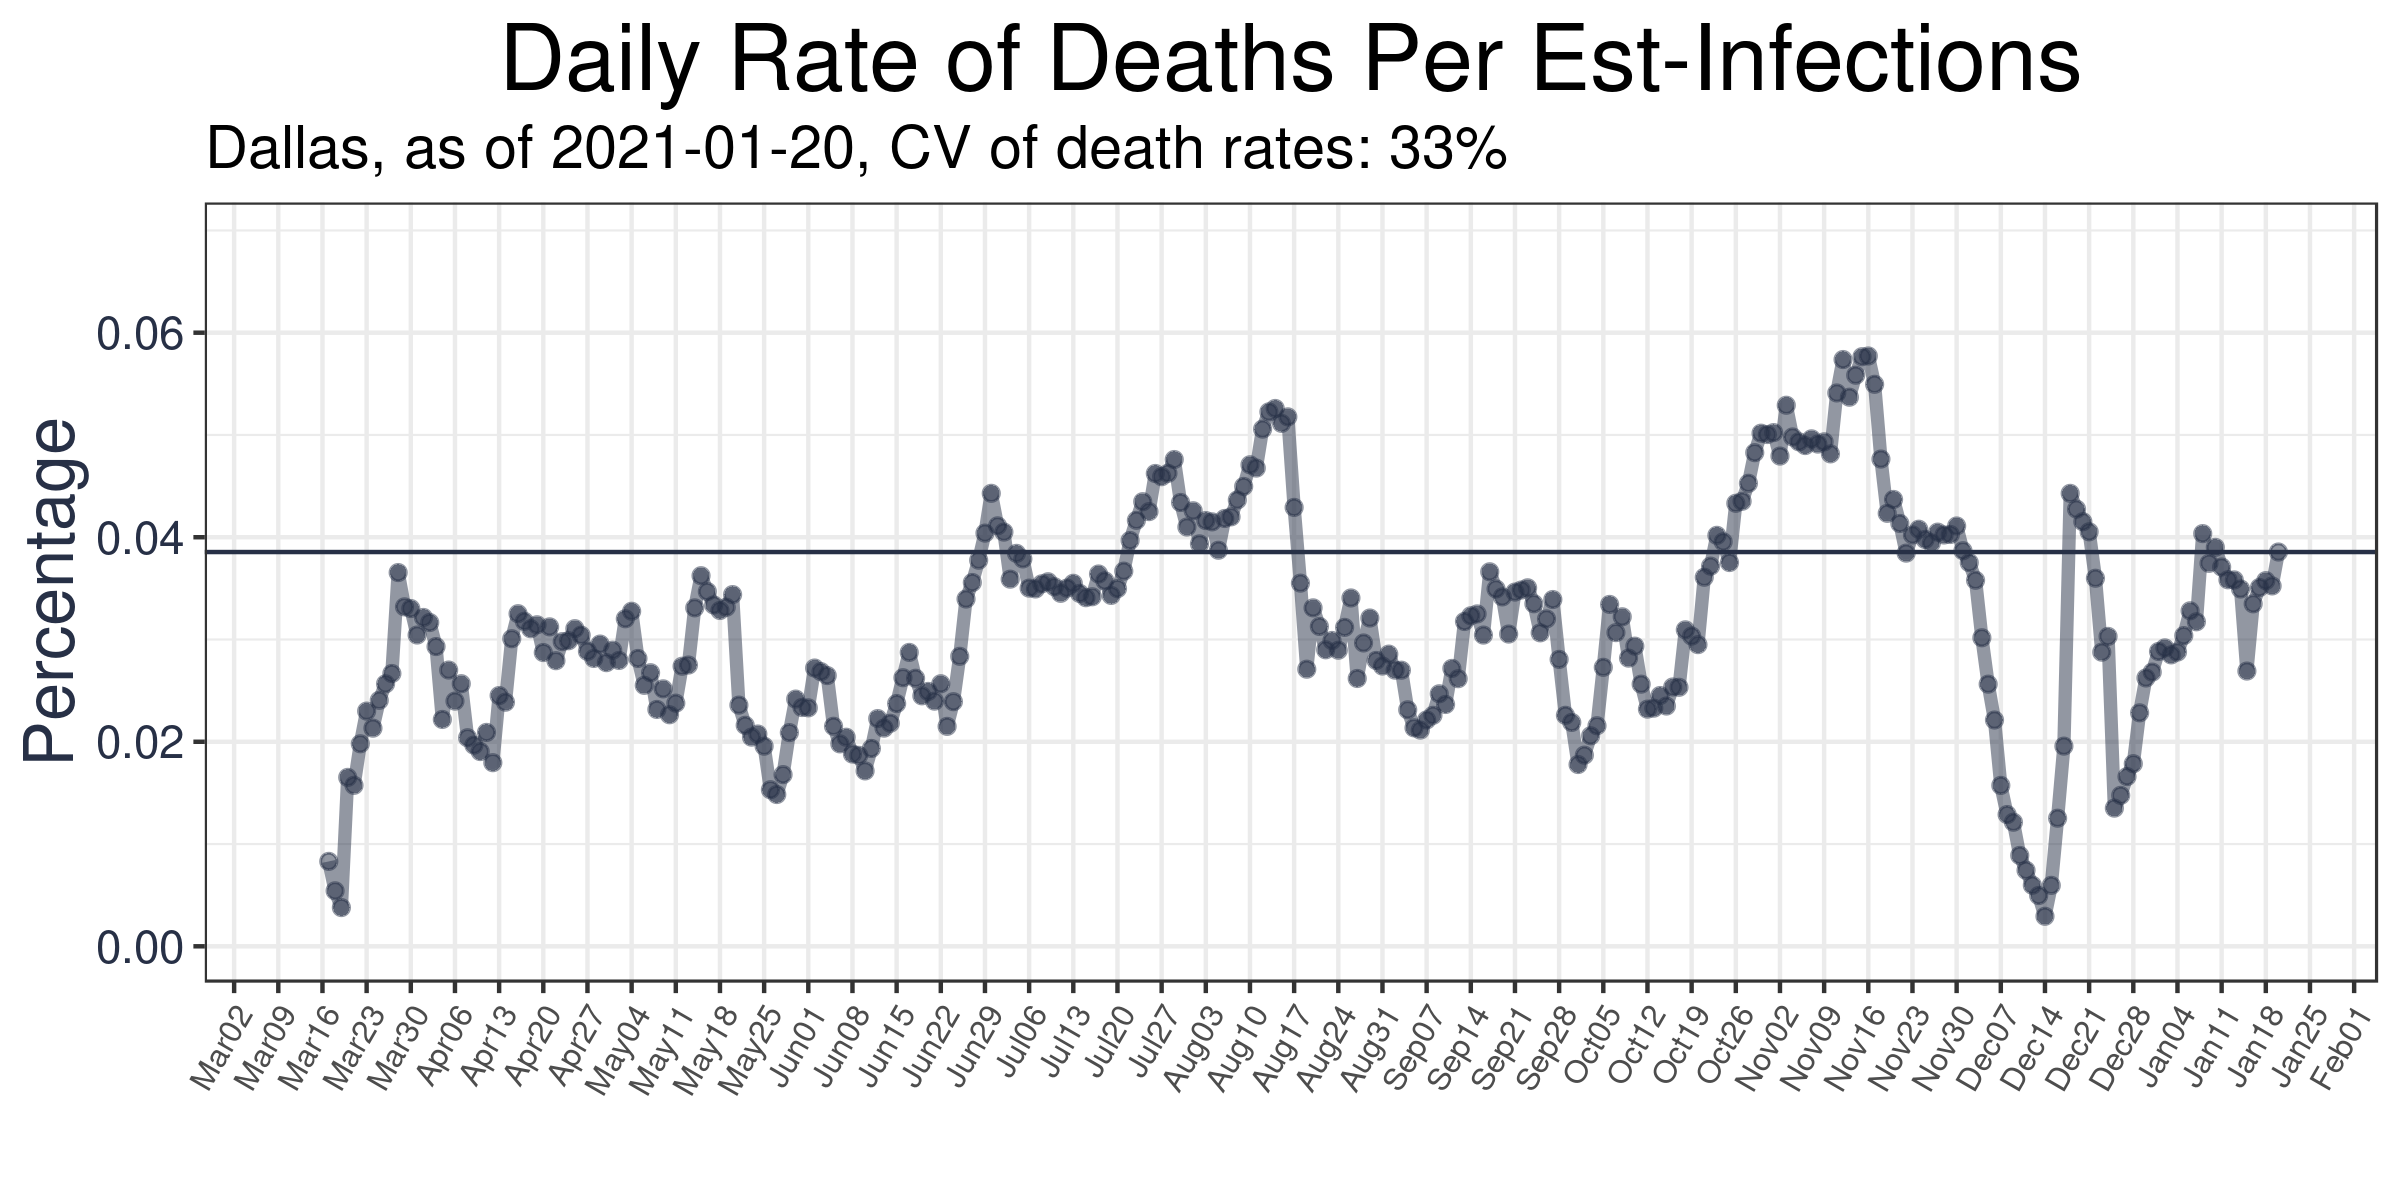 Daily Rate of Deaths Per Est-Infections
Dallas, as of 2021-01-20, CV of death rates: 33%
Percentage
0.06
0.04
0.02
0.00
Mar02
Mar09
Mar16
Mar23
Mar30
Apr06
Apr13
Apr20
Apr27
May04
May11
May18
May25
Jun01
Jun08
Jun15
Jun22
Jun29
Jul06
Jul13
Jul20
Jul27
Aug03
Aug10
Aug17
Aug24
Aug31
Sep07
Sep14
Sep21
Sep28
Oct05
Oct12
Oct19
Oct26
Nov02
Nov09
Nov16
Nov23
Nov30
Dec07
Dec14
Dec21
Dec28
Jan04
Jan11
Jan18
Jan25
Feb01